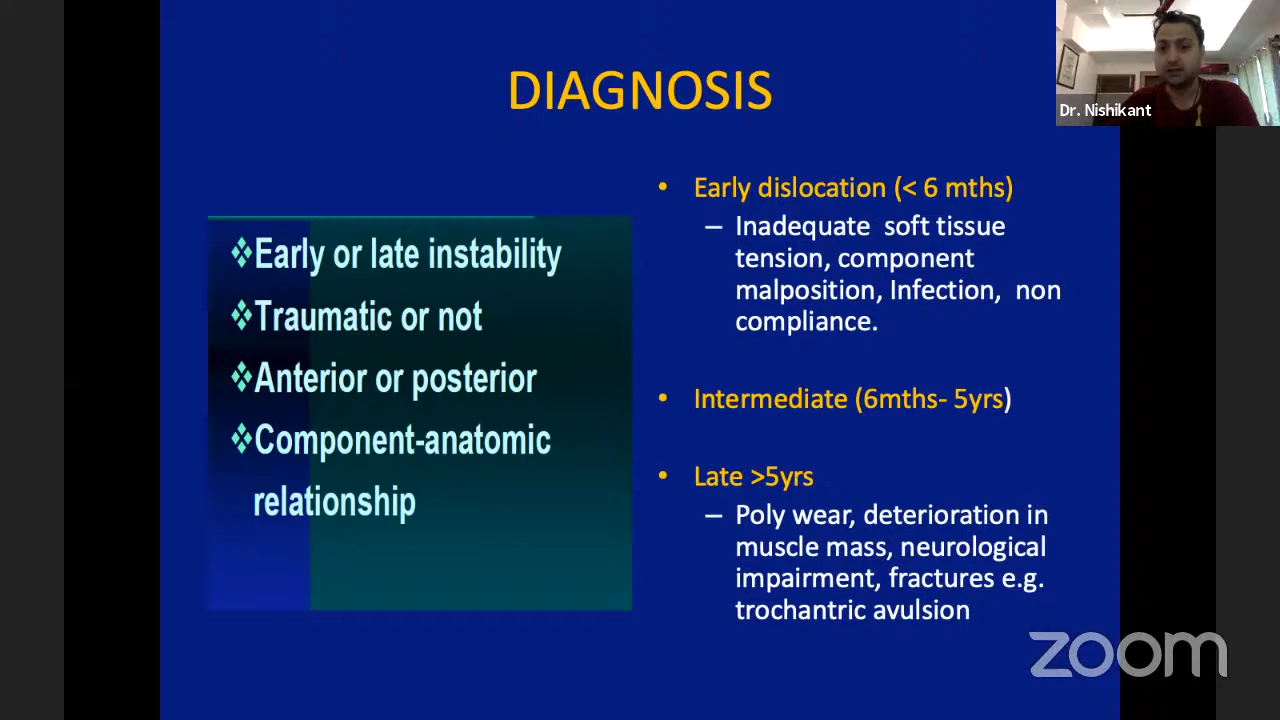 DIAGNOSIS
Dr. Nishikant
❖Early or late instability
❖Traumatic or not
❖Anterior or posterior
❖Component-anatomic
relationship
• Early dislocation (< 6 mths)
– Inadequate soft tissue
tension, component
malposition, Infection, non
compliance.
• Intermediate (6mths- 5yrs)
• Late >5yrs
– Poly wear, deterioration in
muscle mass, neurological
impairment, fractures e.g.
trochantric avulsion
zoom